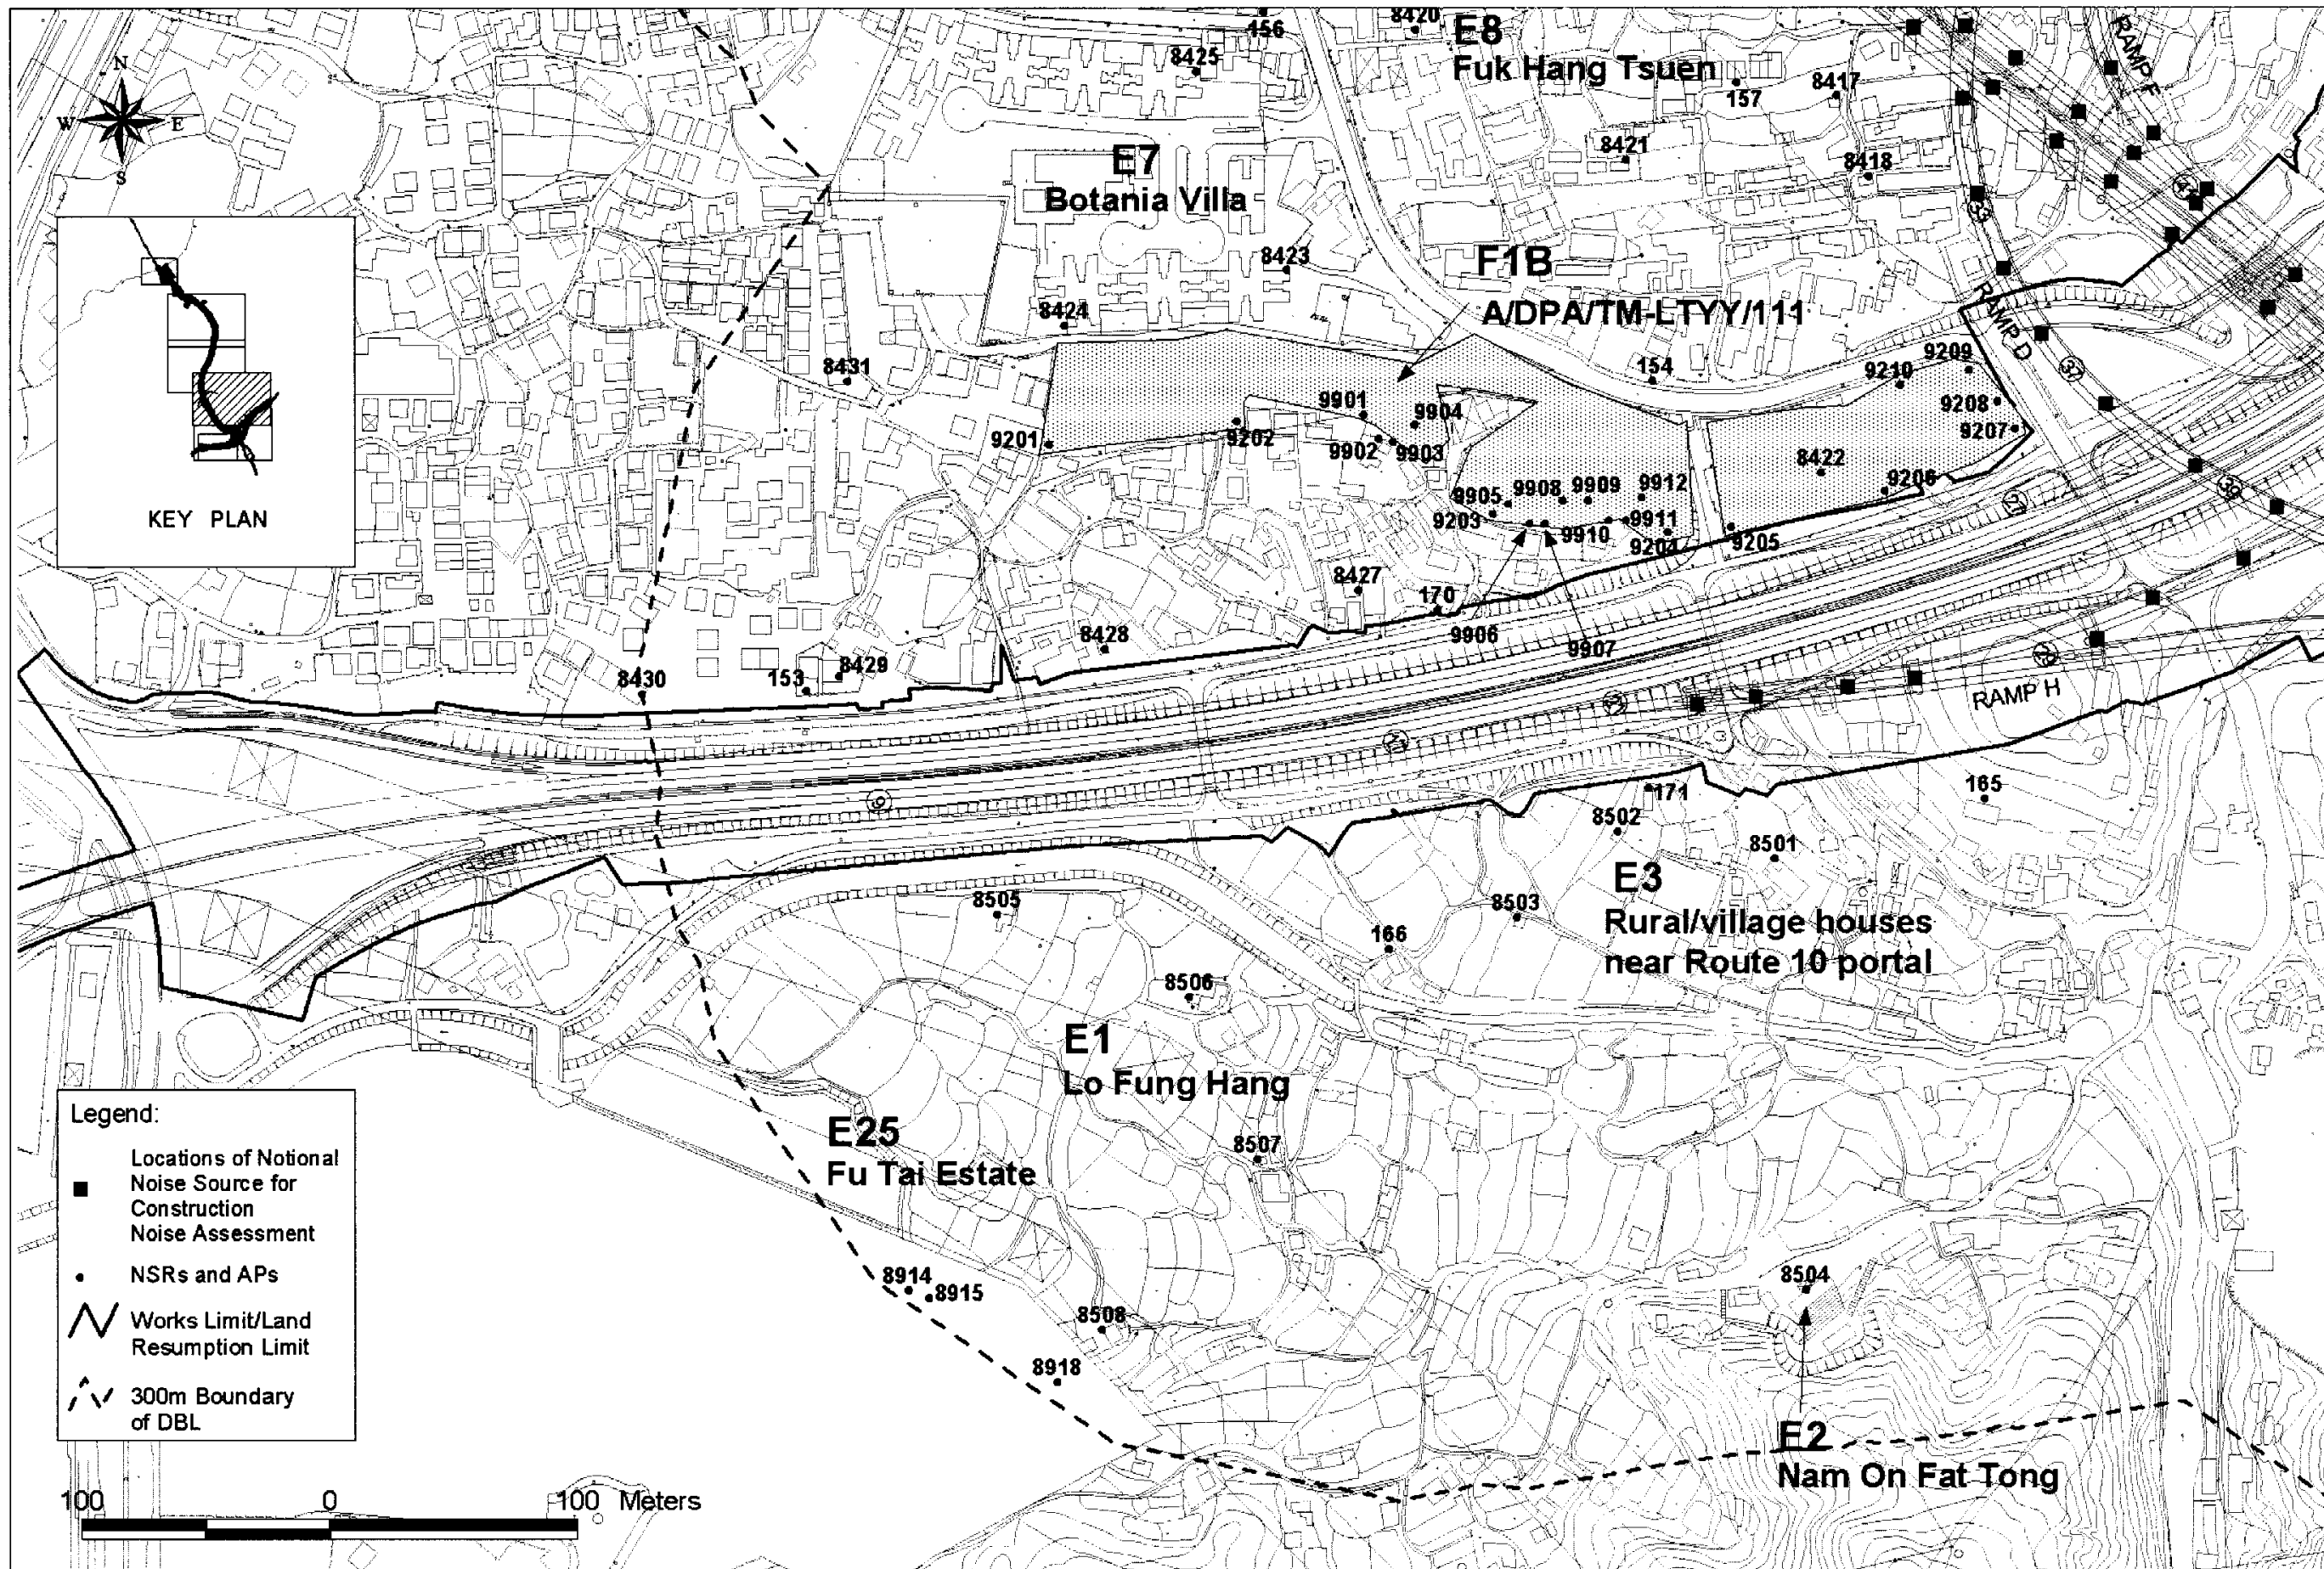 156
8420
E8
Fuk Hang Tsuen
RAMP F
8425
157
8417
N
W
E
S
8421
8418
E7
Botania Villa
33
8423
F1B
A/DPA/TM-LTYY/111
RAMP D
8424
8431
154
9209
9210
32
9901
9904
9208
9201
9202
9902
9903
9207
8422
9206
9905
9908
9909
9912
9203
9910
9911
9204
9205
KEY PLAN
8427
170
8428
9906
9907
8429
8430
153
RAMP H
165
171
8502
8501
E3
Rural/village houses
near Route 10 portal
8505
8503
166
8506
E1
Lo Fung Hang
E25
Fu Tai Estate
8507
8914
8915
8508
8918
8504
E2
Nam On Fat Tong
Legend:
Locations of Notional
Noise Source for
Construction
Noise Assessment
NSRs and APs
Works Limit/Land
Resumption Limit
300m Boundary
of DBL
100
0
100 Meters